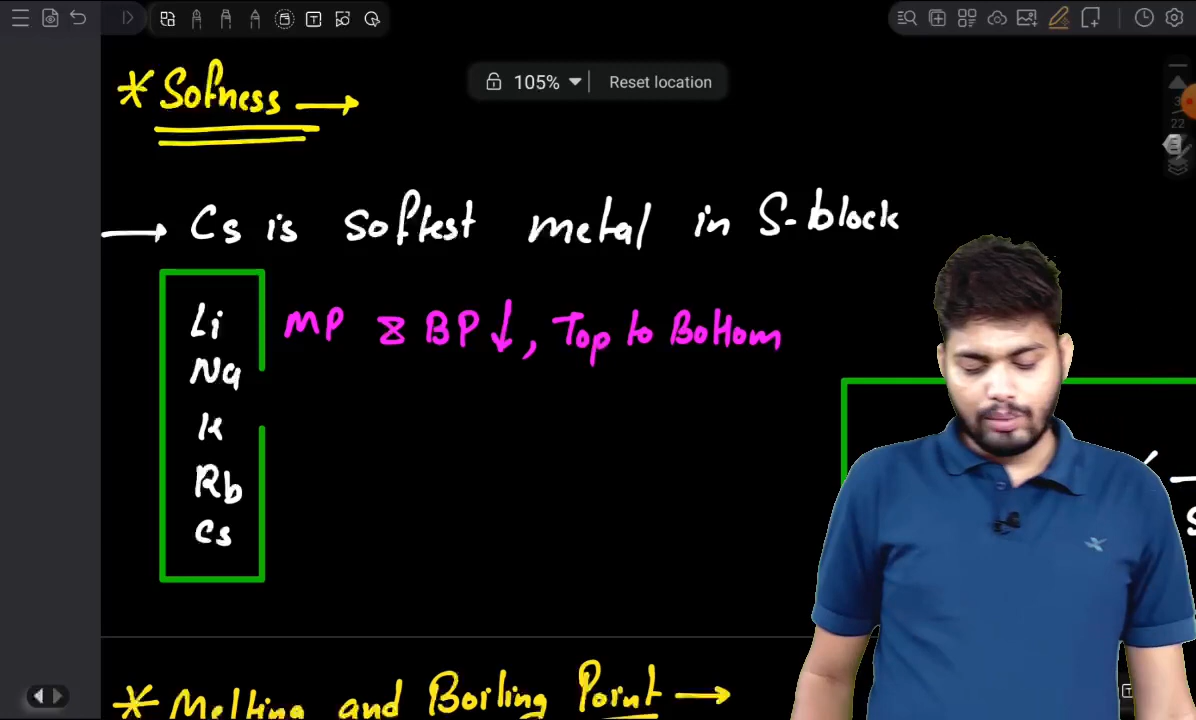 105%
Reset location
* Sofness →
→ Cs is softest metal in S-block
Li
MP & BP ↓, Top to Bottom
Na
K
Rb
Cs
* Melting and Boiling Point →
22